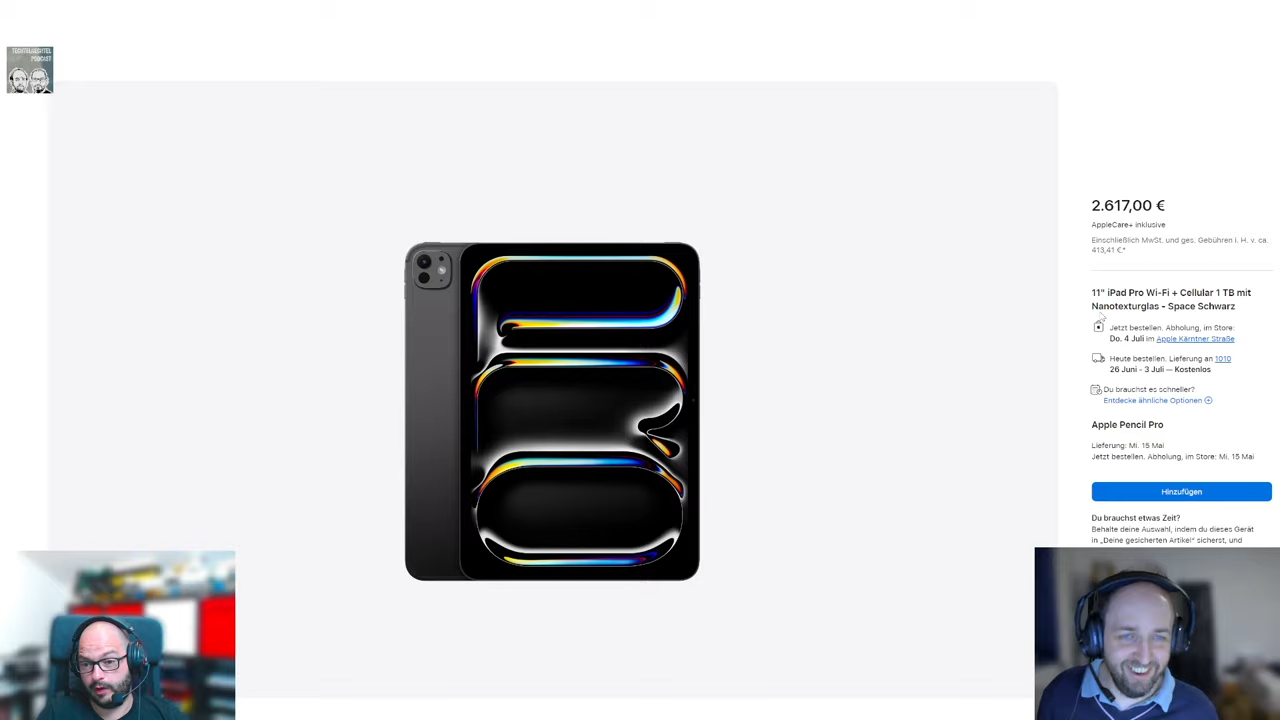 TECHTELMECHTEL
PODCAST
2.617,00 €
AppleCare+ inklusive
Einschließlich MwSt. und ges. Gebühren i. H. v. ca.
413,41 €.*
11" iPad Pro Wi-Fi + Cellular 1 TB mit
Nanotexturglas - Space Schwarz
Jetzt bestellen. Abholung, im Store:
Do. 4 Juli im Apple Kärntner Straße
Heute bestellen. Lieferung an 1010
26 Juni - 3 Juli — Kostenlos
Du brauchst es schneller?
Entdecke ähnliche Optionen
Apple Pencil Pro
Lieferung: Mi. 15 Mai
Jetzt bestellen. Abholung, im Store: Mi. 15 Mai
Hinzufügen
Du brauchst etwas Zeit?
Behalte deine Auswahl, indem du dieses Gerät
in „Deine gesicherten Artikel“ sicherst, und